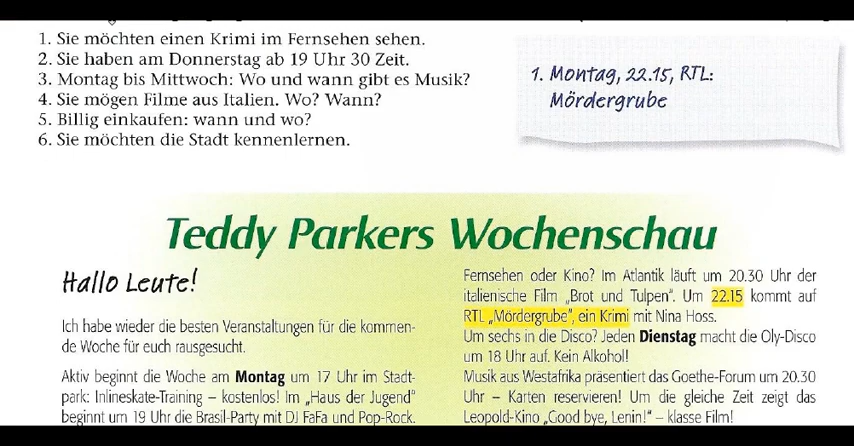 1. Sie möchten einen Krimi im Fernsehen sehen.
2. Sie haben am Donnerstag ab 19 Uhr 30 Zeit.
3. Montag bis Mittwoch: Wo und wann gibt es Musik?
4. Sie mögen Filme aus Italien. Wo? Wann?
5. Billig einkaufen: wann und wo?
6. Sie möchten die Stadt kennenlernen.
1. Montag, 22.15, RTL:
Mördergrube
Teddy Parkers Wochenschau
Hallo Leute!
Ich habe wieder die besten Veranstaltungen für die kommen-
de Woche für euch rausgesucht.
Aktiv beginnt die Woche am Montag um 17 Uhr im Stadt-
park: Inlineskate-Training – kostenlos! Im „Haus der Jugend"
beginnt um 19 Uhr die Brasil-Party mit DJ FaFa und Pop-Rock.
Fernsehen oder Kino? Im Atlantik läuft um 20.30 Uhr der
italienische Film „Brot und Tulpen". Um 22.15 kommt auf
RTL „Mördergrube", ein Krimi mit Nina Hoss.
Um sechs in die Disco? Jeden Dienstag macht die Oly-Disco
um 18 Uhr auf. Kein Alkohol!
Musik aus Westafrika präsentiert das Goethe-Forum um 20.30
Uhr – Karten reservieren! Um die gleiche Zeit zeigt das
Leopold-Kino „Good bye, Lenin!" – klasse Film!